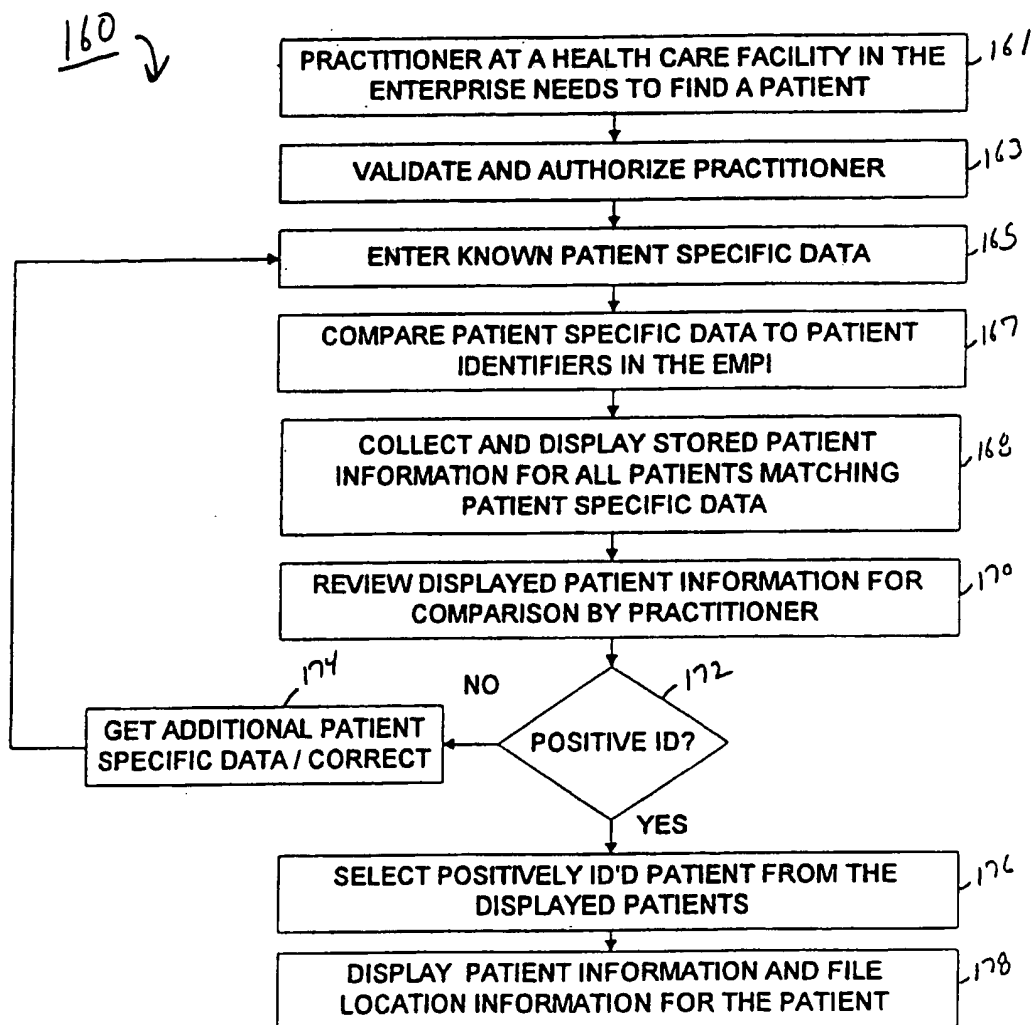 160
PRACTITIONER AT A HEALTH CARE FACILITY IN THE
ENTERPRISE NEEDS TO FIND A PATIENT
161
VALIDATE AND AUTHORIZE PRACTITIONER
163
ENTER KNOWN PATIENT SPECIFIC DATA
165
COMPARE PATIENT SPECIFIC DATA TO PATIENT
IDENTIFIERS IN THE EMPI
167
COLLECT AND DISPLAY STORED PATIENT
INFORMATION FOR ALL PATIENTS MATCHING
PATIENT SPECIFIC DATA
168
REVIEW DISPLAYED PATIENT INFORMATION FOR
COMPARISON BY PRACTITIONER
170
172
POSITIVE ID?
NO
174
GET ADDITIONAL PATIENT
SPECIFIC DATA / CORRECT
YES
SELECT POSITIVELY ID'D PATIENT FROM THE
DISPLAYED PATIENTS
176
DISPLAY PATIENT INFORMATION AND FILE
LOCATION INFORMATION FOR THE PATIENT
178